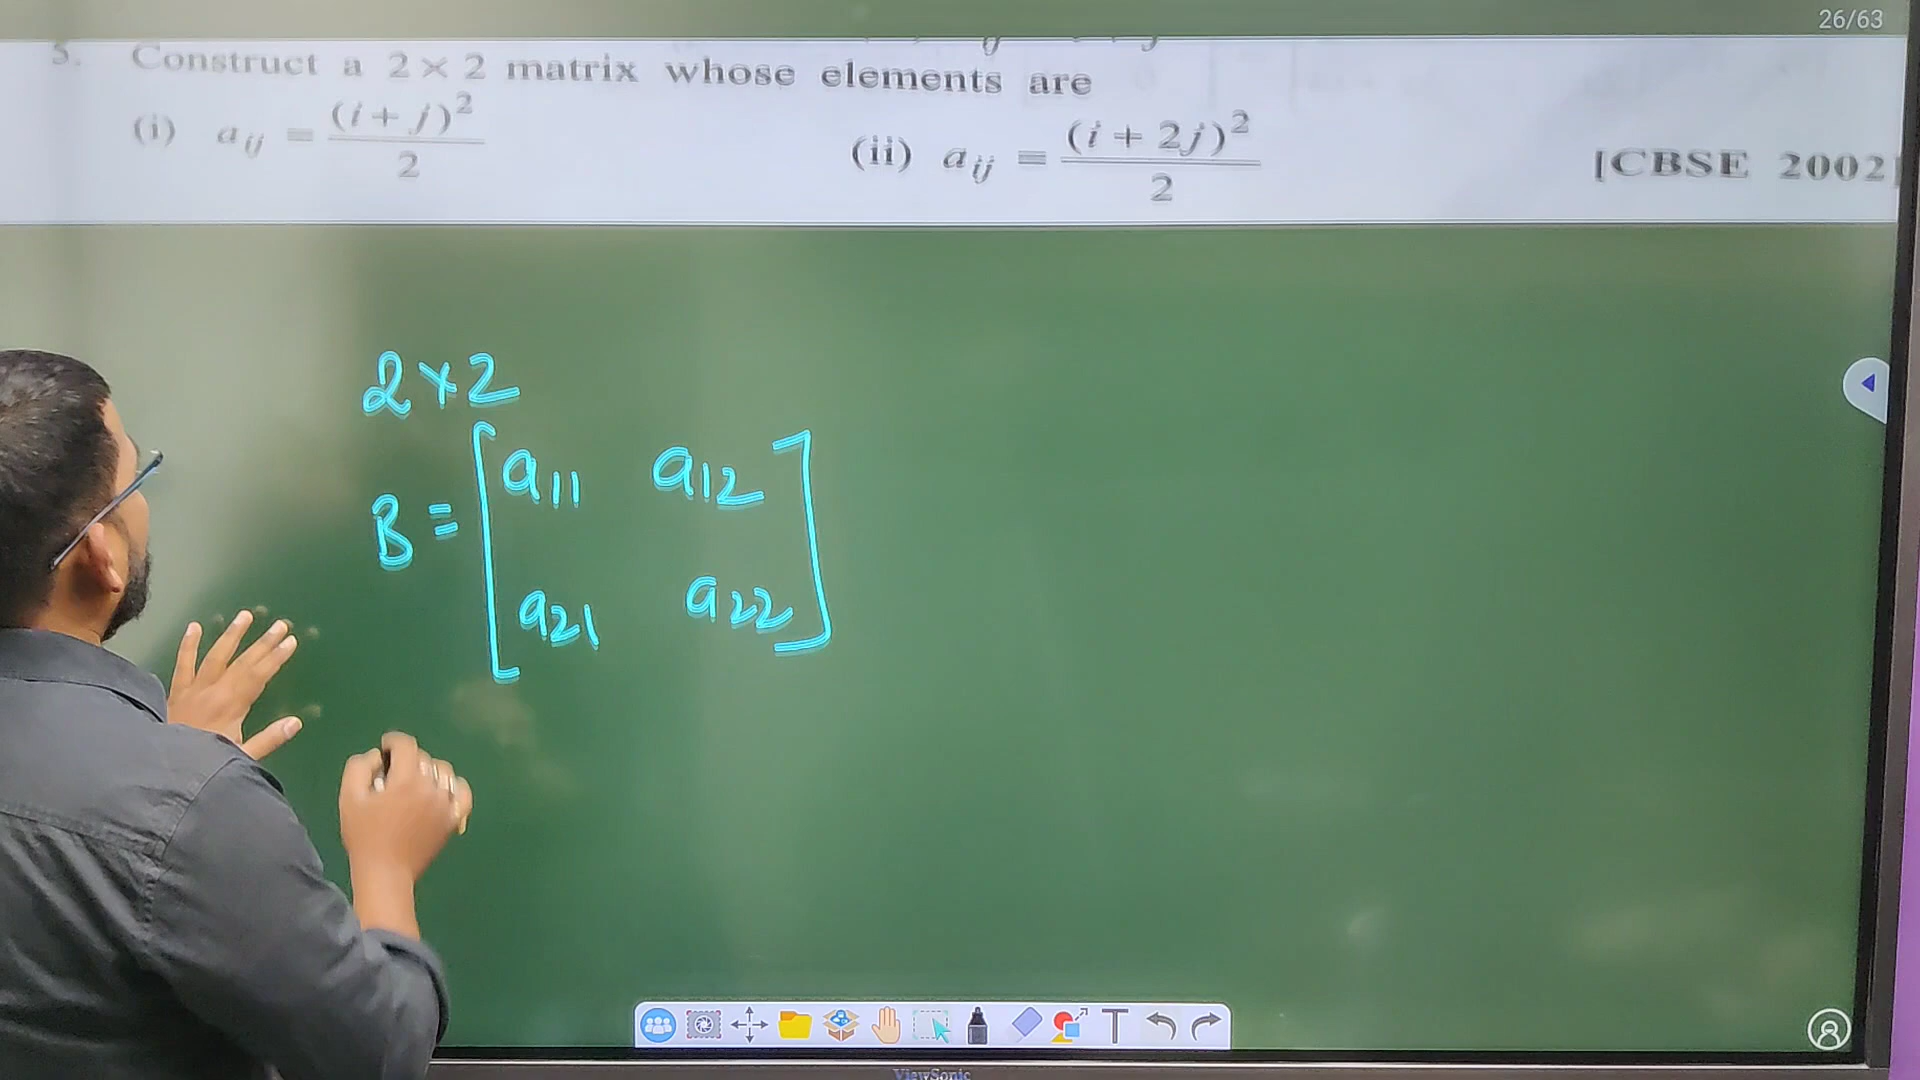 26/63
5. Construct a 2 × 2 matrix whose elements are
(i) a_ij = (i + j)² / 2 (ii) a_ij = (i + 2j)² / 2 [CBSE 2002]
2 × 2
B = [ a₁₁ a₁₂
a₂₁ a₂₂ ]
T
ViewSonic